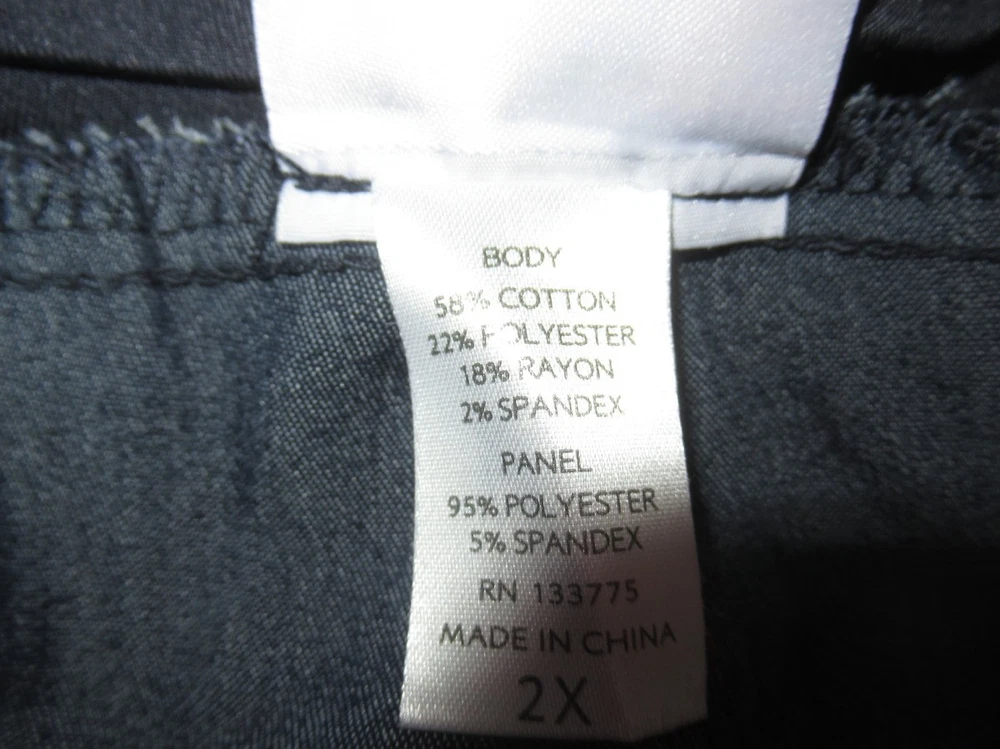 BODY
58% COTTON
22% POLYESTER
18% RAYON
2% SPANDEX
PANEL
95% POLYESTER
5% SPANDEX
RN 133775
MADE IN CHINA
2X